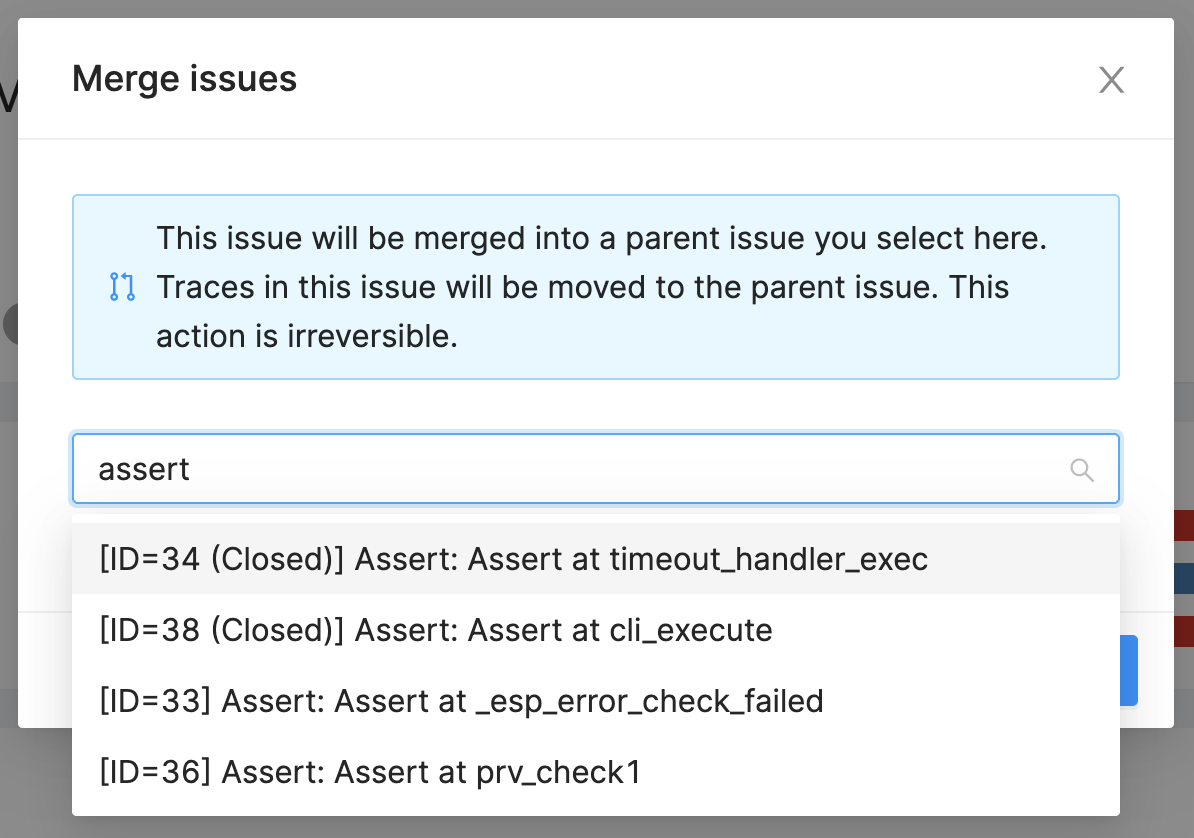 Merge issues
This issue will be merged into a parent issue you select here.
Traces in this issue will be moved to the parent issue. This
action is irreversible.
assert
[ID=34 (Closed)] Assert: Assert at timeout_handler_exec
[ID=38 (Closed)] Assert: Assert at cli_execute
[ID=33] Assert: Assert at _esp_error_check_failed
[ID=36] Assert: Assert at prv_check1